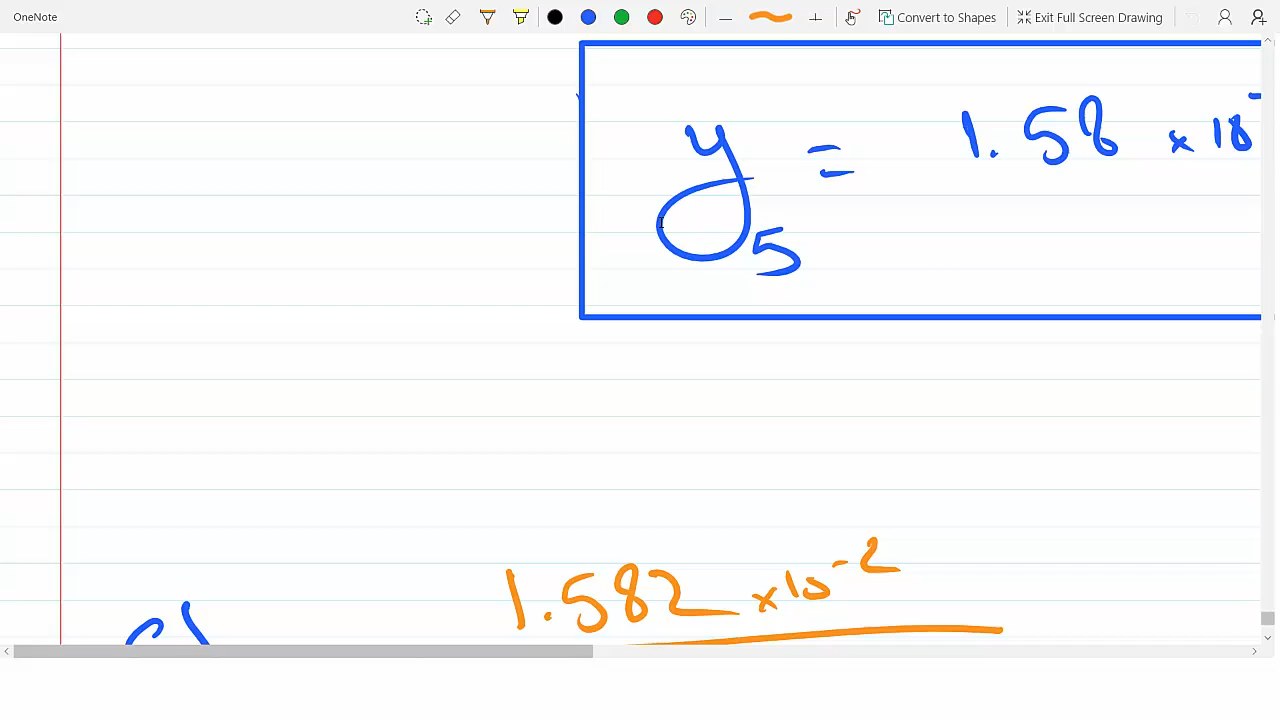 OneNote
Convert to Shapes
Exit Full Screen Drawing
y5 = 1.58 × 10-
1.582 × 10^-2